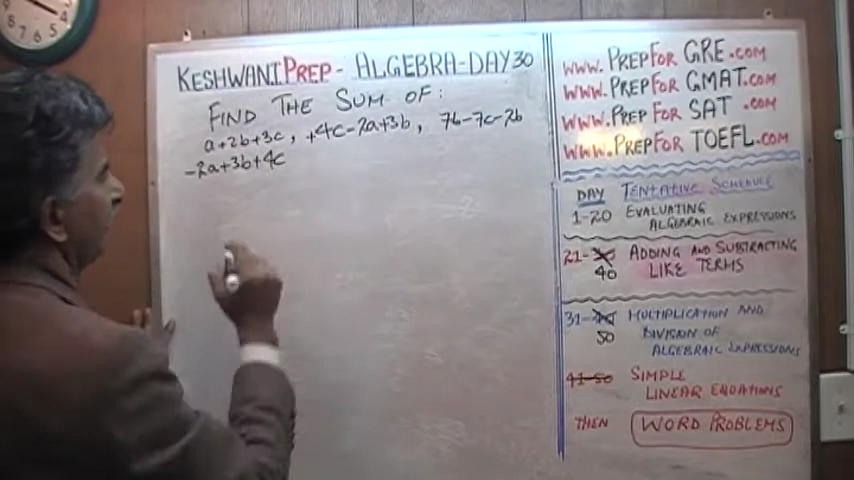 KESHWANI PREP - ALGEBRA-DAY 30
FIND THE SUM OF:
a+2b+3c, +4c-2a+3b, 7b-7c-2b
-2a+3b+4c
WWW.PREPFOR GRE.COM
WWW.PREPFOR GMAT.COM
WWW.PREP FOR SAT .COM
WWW.PREPFOR TOEFL.COM
DAY TENTATIVE SCHEDULE
1-20 EVALUATING
ALGEBRAIC EXPRESSIONS
21-30 ADDING AND SUBTRACTING
40 LIKE TERMS
31-40 MULTIPLICATION AND
50 DIVISION OF
ALGEBRAIC EXPRESSIONS
41-50 SIMPLE
LINEAR EQUATIONS
THEN WORD PROBLEMS